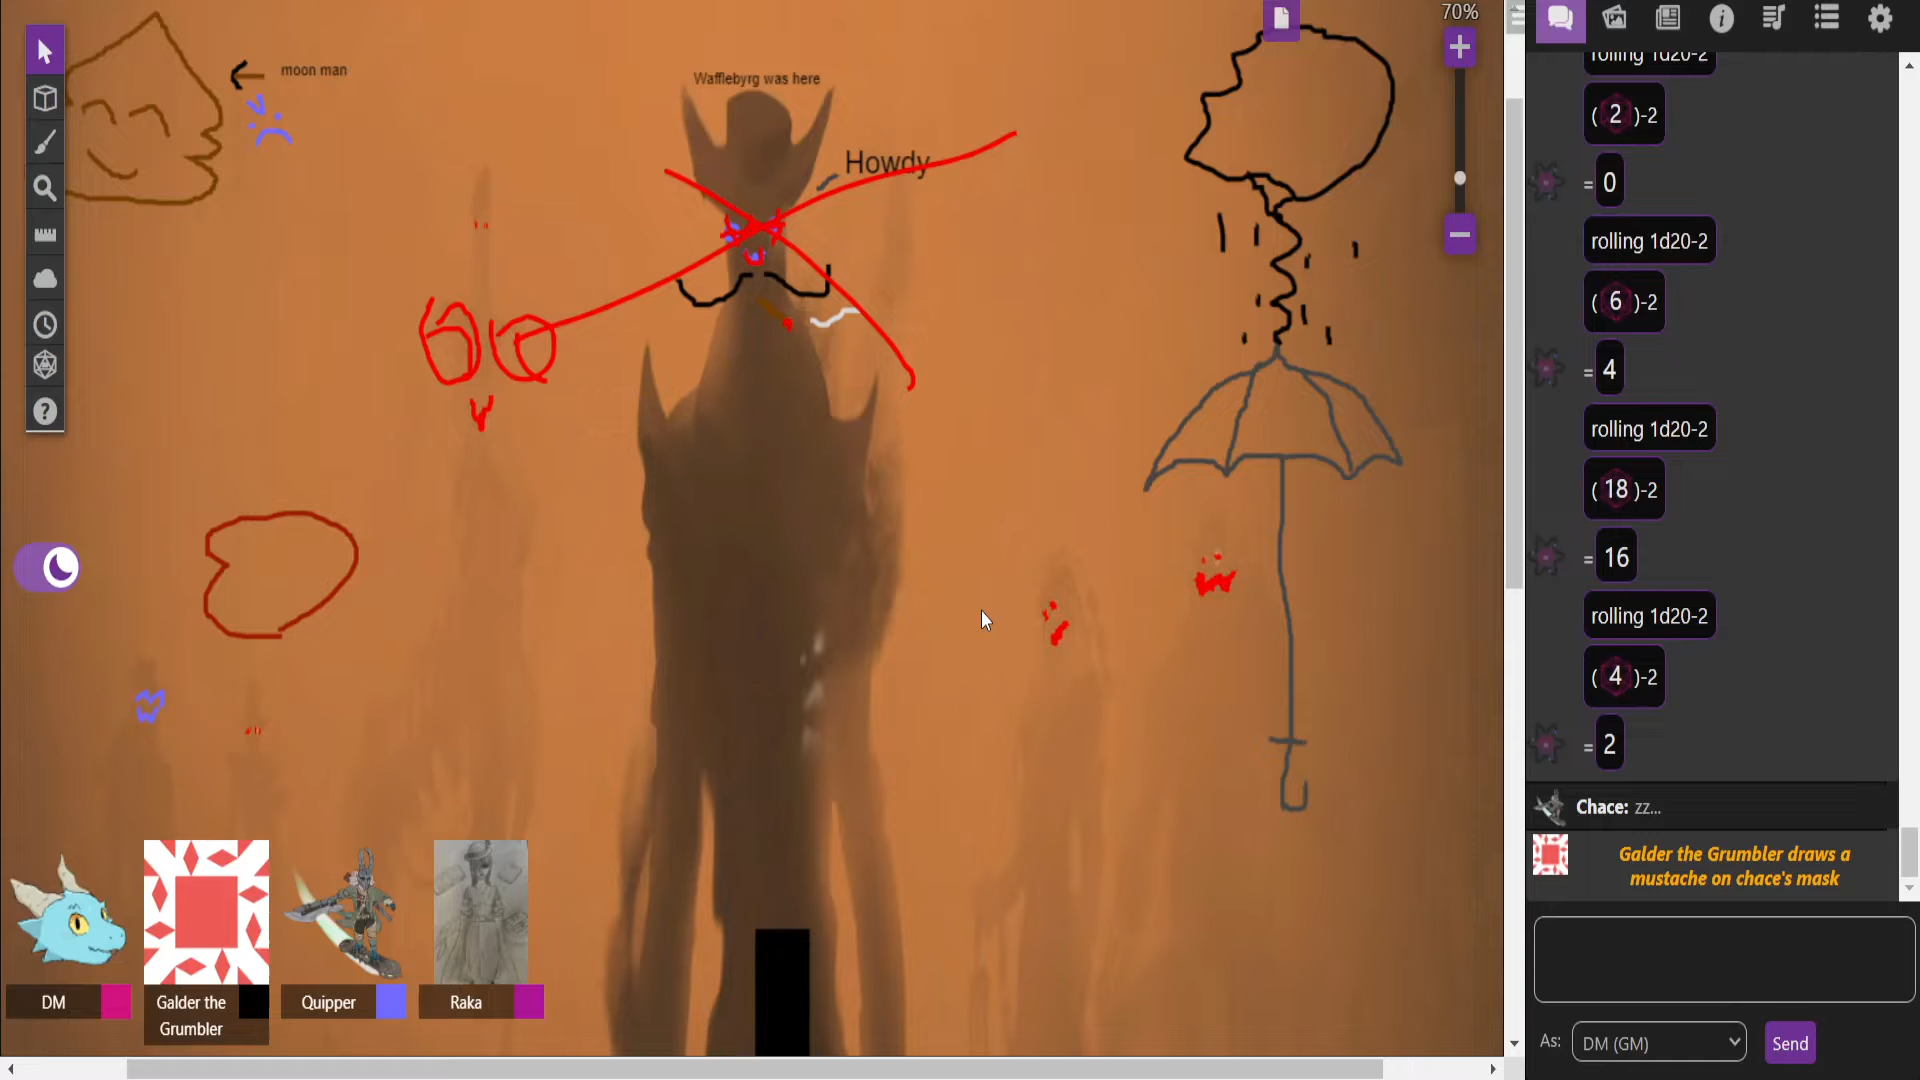 70%
moon man
Wafflebyrg was here
Howdy
rolling 1d20-2
(2)-2
=0
rolling 1d20-2
(6)-2
=4
rolling 1d20-2
(18)-2
=16
rolling 1d20-2
(4)-2
=2
Chace: zz...
Galder the Grumbler draws a
mustache on chace's mask
DM
Galder the
Grumbler
Quipper
Raka
As: DM (GM) Send